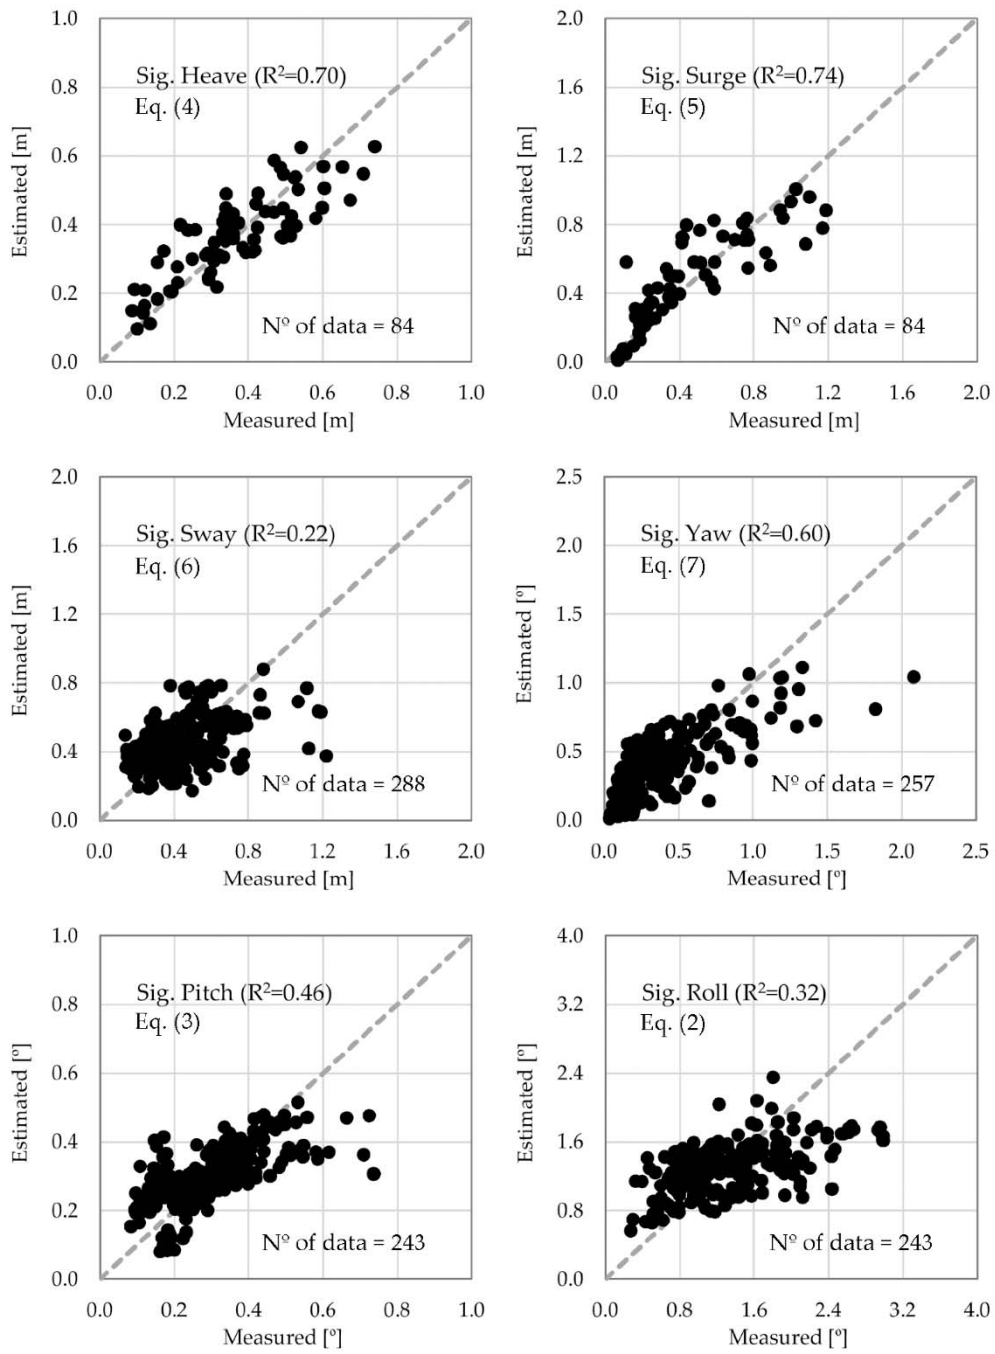 1.0
0.8
0.6
0.4
0.2
0.0
Estimated [m]
Sig. Heave (R²=0.70)
Eq. (4)
Nº of data = 84
0.0 0.2 0.4 0.6 0.8 1.0
Measured [m]
2.0
1.6
1.2
0.8
0.4
0.0
Estimated [m]
Sig. Surge (R²=0.74)
Eq. (5)
Nº of data = 84
0.0 0.4 0.8 1.2 1.6 2.0
Measured [m]
2.0
1.6
1.2
0.8
0.4
0.0
Estimated [m]
Sig. Sway (R²=0.22)
Eq. (6)
Nº of data = 288
0.0 0.4 0.8 1.2 1.6 2.0
Measured [m]
2.5
2.0
1.5
1.0
0.5
0.0
Estimated [º]
Sig. Yaw (R²=0.60)
Eq. (7)
Nº of data = 257
0.0 0.5 1.0 1.5 2.0 2.5
Measured [º]
1.0
0.8
0.6
0.4
0.2
0.0
Estimated [º]
Sig. Pitch (R²=0.46)
Eq. (3)
Nº of data = 243
0.0 0.2 0.4 0.6 0.8 1.0
Measured [º]
4.0
3.2
2.4
1.6
0.8
0.0
Estimated [º]
Sig. Roll (R²=0.32)
Eq. (2)
Nº of data = 243
0.0 0.8 1.6 2.4 3.2 4.0
Measured [º]